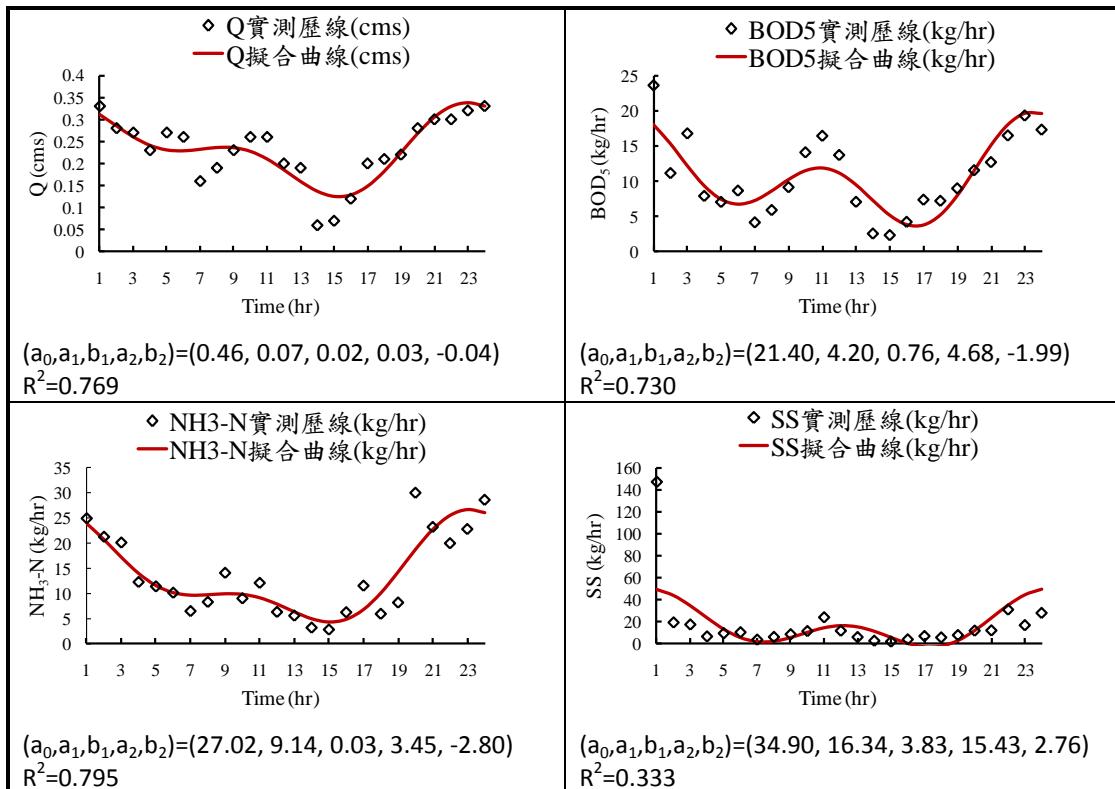 Q實測歷線(cms)
Q擬合曲線(cms)
0.4
0.35
0.3
0.25
0.2
0.15
0.1
0.05
0
Q (cms)
1 3 5 7 9 11 13 15 17 19 21 23
Time (hr)
(a₀,a₁,b₁,a₂,b₂)=(0.46, 0.07, 0.02, 0.03, -0.04)
R²=0.769
BOD5實測歷線(kg/hr)
BOD5擬合曲線(kg/hr)
25
20
15
10
5
0
BOD₅ (kg/hr)
1 3 5 7 9 11 13 15 17 19 21 23
Time (hr)
(a₀,a₁,b₁,a₂,b₂)=(21.40, 4.20, 0.76, 4.68, -1.99)
R²=0.730
NH3-N實測歷線(kg/hr)
NH3-N擬合曲線(kg/hr)
35
30
25
20
15
10
5
0
NH₃-N (kg/hr)
1 3 5 7 9 11 13 15 17 19 21 23
Time (hr)
(a₀,a₁,b₁,a₂,b₂)=(27.02, 9.14, 0.03, 3.45, -2.80)
R²=0.795
SS實測歷線(kg/hr)
SS擬合曲線(kg/hr)
160
140
120
100
80
60
40
20
0
SS (kg/hr)
1 3 5 7 9 11 13 15 17 19 21 23
Time (hr)
(a₀,a₁,b₁,a₂,b₂)=(34.90, 16.34, 3.83, 15.43, 2.76)
R²=0.333